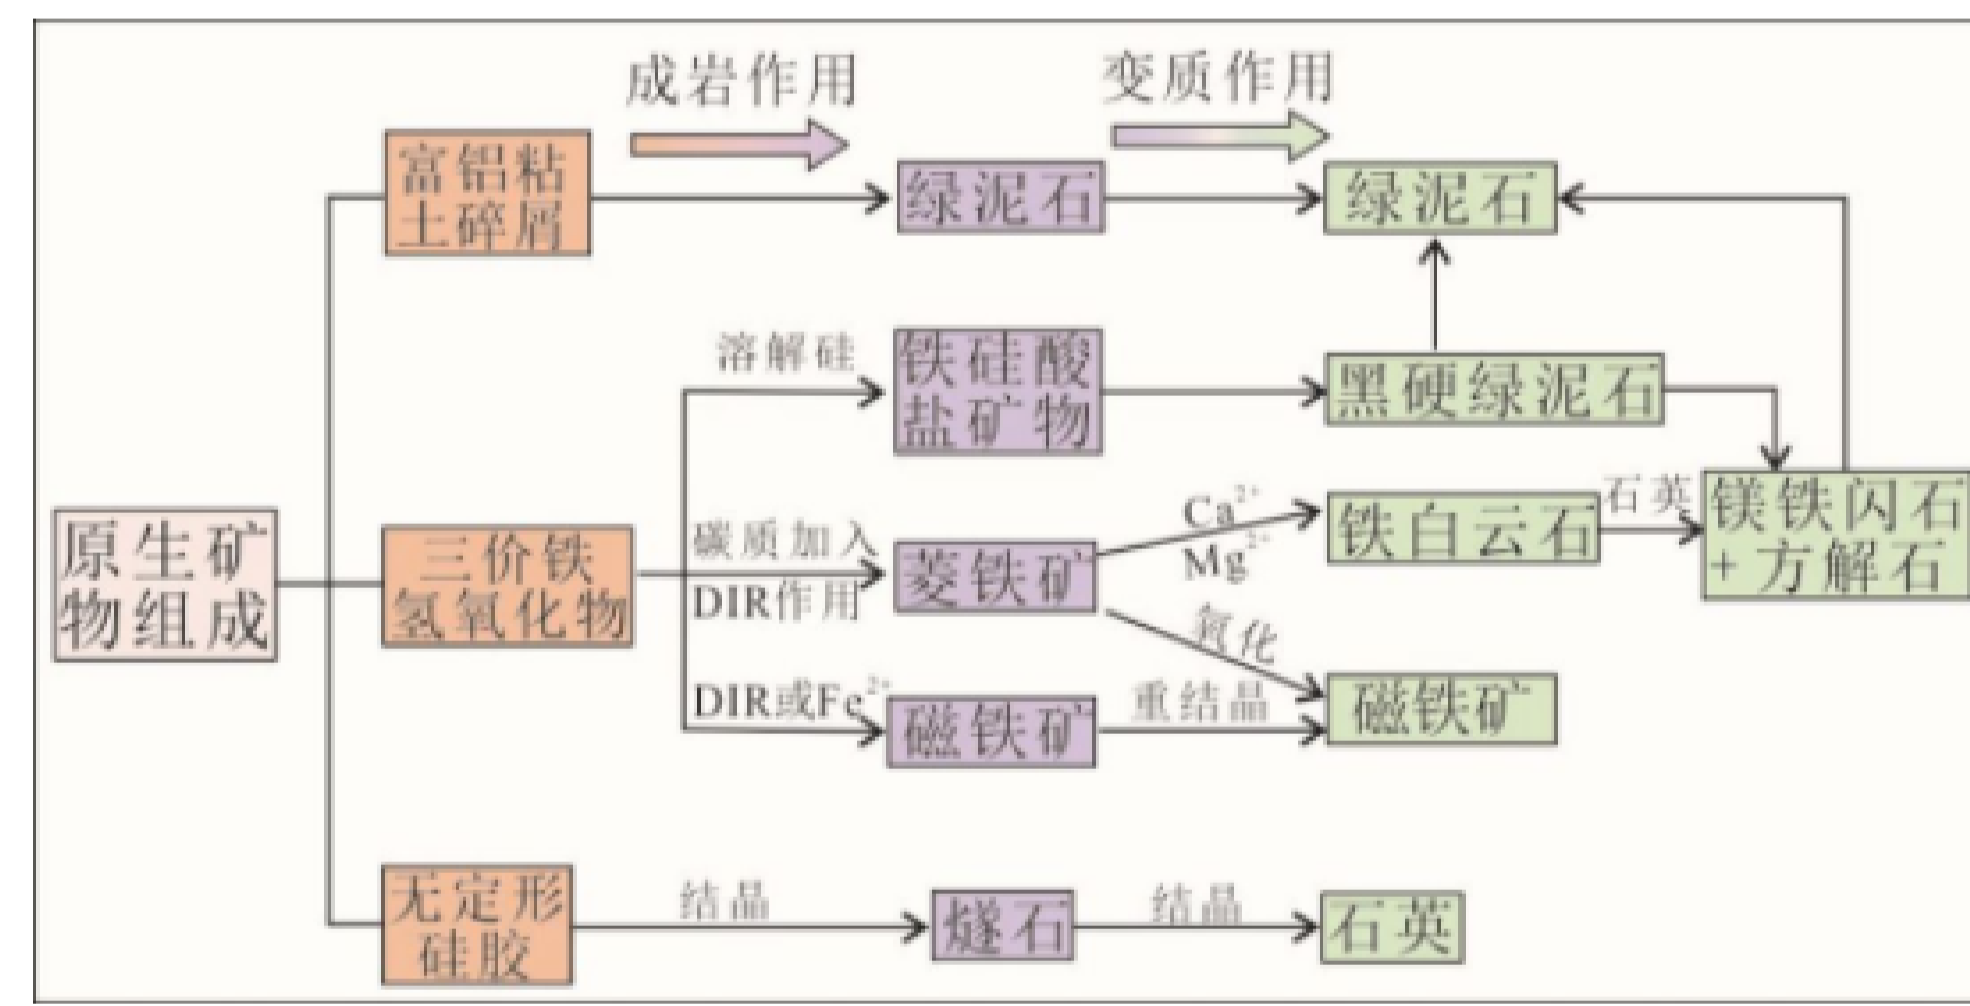 成岩作用
变质作用
富铝粘
土碎屑
绿泥石
绿泥石
溶解硅
铁硅酸
盐矿物
黑硬绿泥石
原生矿
物组成
三价铁
氢氧化物
碳质加入
DIR作用
菱铁矿
Ca²⁺
Mg²⁺
铁白云石
石英
镁铁闪石
+方解石
氧化
DIR或Fe²⁺
磁铁矿
重结晶
磁铁矿
无定形
硅胶
结晶
燧石
结晶
石英